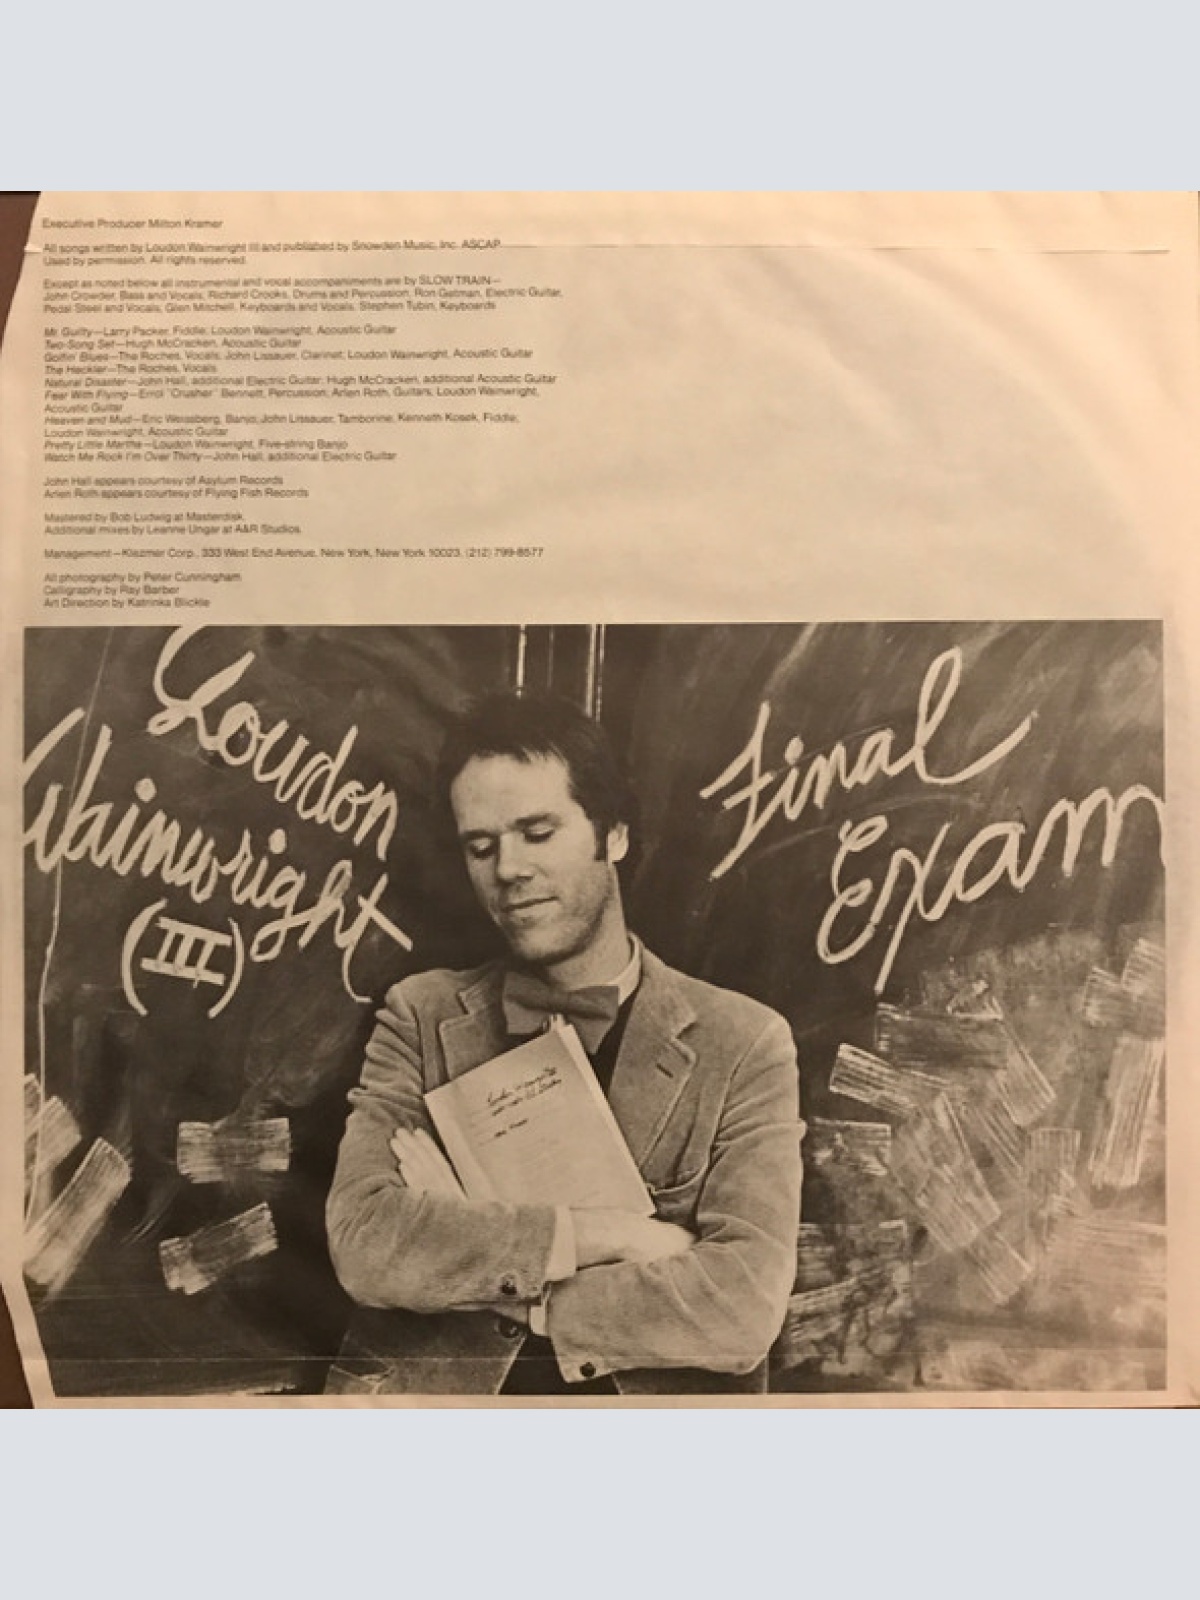 Executive Producer Milton Kramer
All songs written by Loudon Wainwright III and published by Snowden Music, Inc. ASCAP
Used by permission. All rights reserved.
Except as noted below all instrumental and vocal accompaniments are by SLOW TRAIN—
John Crowder, Bass and Vocals; Richard Crooks, Drums and Percussion; Ron Getman, Electric Guitar,
Pedal Steel and Vocals; Glen Mitchell, Keyboards and Vocals; Stephen Tubin, Keyboards
Mr. Guilty—Larry Packer, Fiddle; Loudon Wainwright, Acoustic Guitar
Two-Song Set—Hugh McCracken, Acoustic Guitar
Golfin' Blues—The Roches, Vocals; John Lissauer, Clarinet; Loudon Wainwright, Acoustic Guitar
The Heckler—The Roches, Vocals
Natural Disaster—John Hall, additional Electric Guitar; Hugh McCracken, additional Acoustic Guitar
Fear With Flying—Errol "Crusher" Bennett, Percussion; Arlen Roth, Guitars; Loudon Wainwright,
Acoustic Guitar
Heaven and Mud—Eric Weissberg, Banjo; John Lissauer, Tamborine; Kenneth Kosek, Fiddle;
Loudon Wainwright, Acoustic Guitar
Pretty Little Martha—Loudon Wainwright, Five-string Banjo
Watch Me Rock I'm Over Thirty—John Hall, additional Electric Guitar
John Hall appears courtesy of Asylum Records
Arlen Roth appears courtesy of Flying Fish Records
Mastered by Bob Ludwig at Masterdisk.
Additional mixes by Leanne Ungar at A&R Studios.
Management—Kliszmer Corp., 333 West End Avenue, New York, New York 10023, (212) 799-8577
All photography by Peter Cunningham
Calligraphy by Ray Barber
Art Direction by Katrinka Blickle
Loudon
Wainwright
(III)
Final
Exam